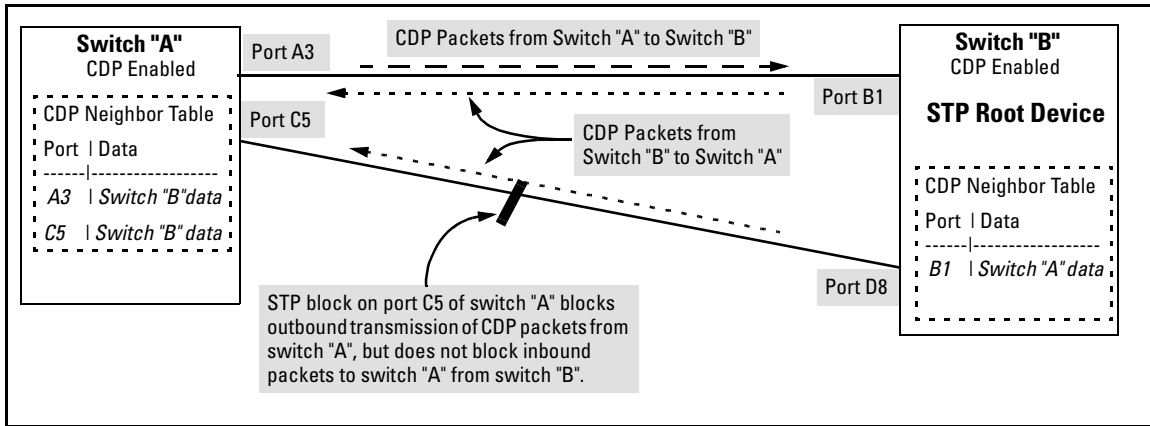 Switch "A"
CDP Enabled
CDP Neighbor Table
Port | Data
------|-------------------
A3 | Switch "B"data
C5 | Switch "B" data
Port A3
Port C5
CDP Packets from Switch "A" to Switch "B"
CDP Packets from
Switch "B" to Switch "A"
STP block on port C5 of switch "A" blocks
outbound transmission of CDP packets from
switch "A", but does not block inbound
packets to switch "A" from switch "B".
Port B1
Port D8
Switch "B"
CDP Enabled
STP Root Device
CDP Neighbor Table
Port | Data
------|-------------------
B1 | Switch "A" data